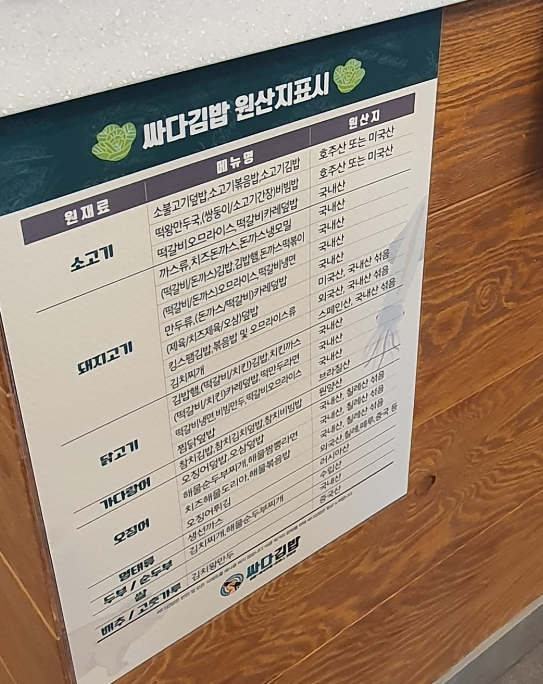 싸다김밥 원산지표시
원재료 메뉴명 원산지
소고기
소불고기덮밥,소고기볶음밥,소고기김밥 호주산 또는 미국산
떡왕만두국,(쌍둥이/소고기간장)비빔밥 호주산 또는 미국산
떡갈비오므라이스,떡갈비카레덮밥 국내산
돼지고기
까스류,치즈돈까스,돈까스냉모밀 국내산
(떡갈비/돈까스)김밥,김밥햄,돈까스떡볶이 국내산
(떡갈비/돈까스)오므라이스,떡갈비냉면 국내산
만두류,(돈까스/떡갈비)카레덮밥 국내산
(제육/치즈제육/오삼)덮밥 미국산, 국내산 섞음
킹스팸김밥,볶음밥 및 오므라이스류 외국산, 국내산 섞음
김치찌개 스페인산, 국내산 섞음
닭고기
김밥햄,(떡갈비/치킨)김밥,치킨까스 국내산
(떡갈비/치킨)카레덮밥,떡만두라면 국내산
떡갈비냉면,비빔만두,떡갈비오므라이스 국내산
찜닭덮밥 브라질산
가다랑어
참치김밥,참치김치덮밥,참치비빔밥 원양산
오징어
오징어덮밥,오삼덮밥 국내산, 칠레산 섞음
해물순두부찌개,해물짬뽕라면 국내산, 칠레산 섞음
치즈해물도리아,해물볶음밥 국내산, 칠레산 섞음
오징어튀김 외국산,칠레,페루,중국 등
명태류 생선까스 러시아산
두부 / 순두부 김치찌개,해물순두부찌개 수입산
쌀 국내산
배추 / 고춧가루 김치왕만두 중국산
싸다김밥